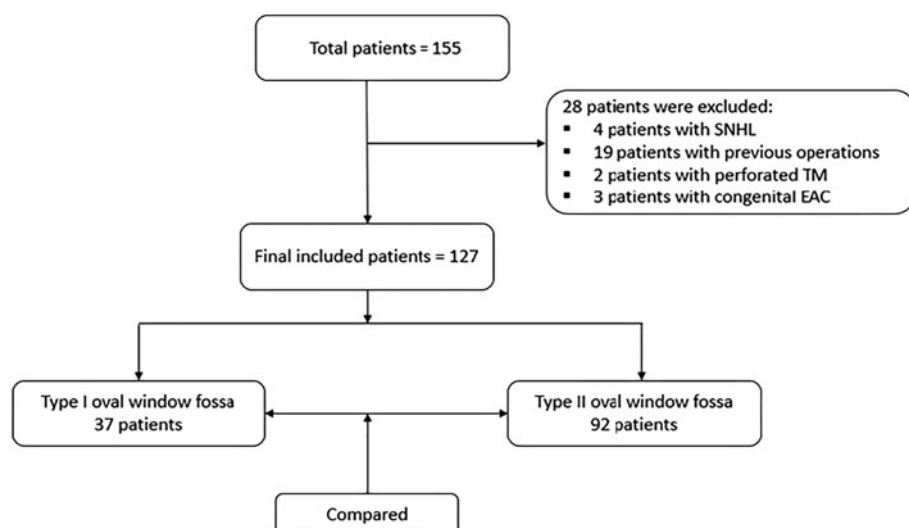 Total patients = 155
28 patients were excluded:
▪ 4 patients with SNHL
▪ 19 patients with previous operations
▪ 2 patients with perforated TM
▪ 3 patients with congenital EAC
Final included patients = 127
Type I oval window fossa
37 patients
Type II oval window fossa
92 patients
Compared